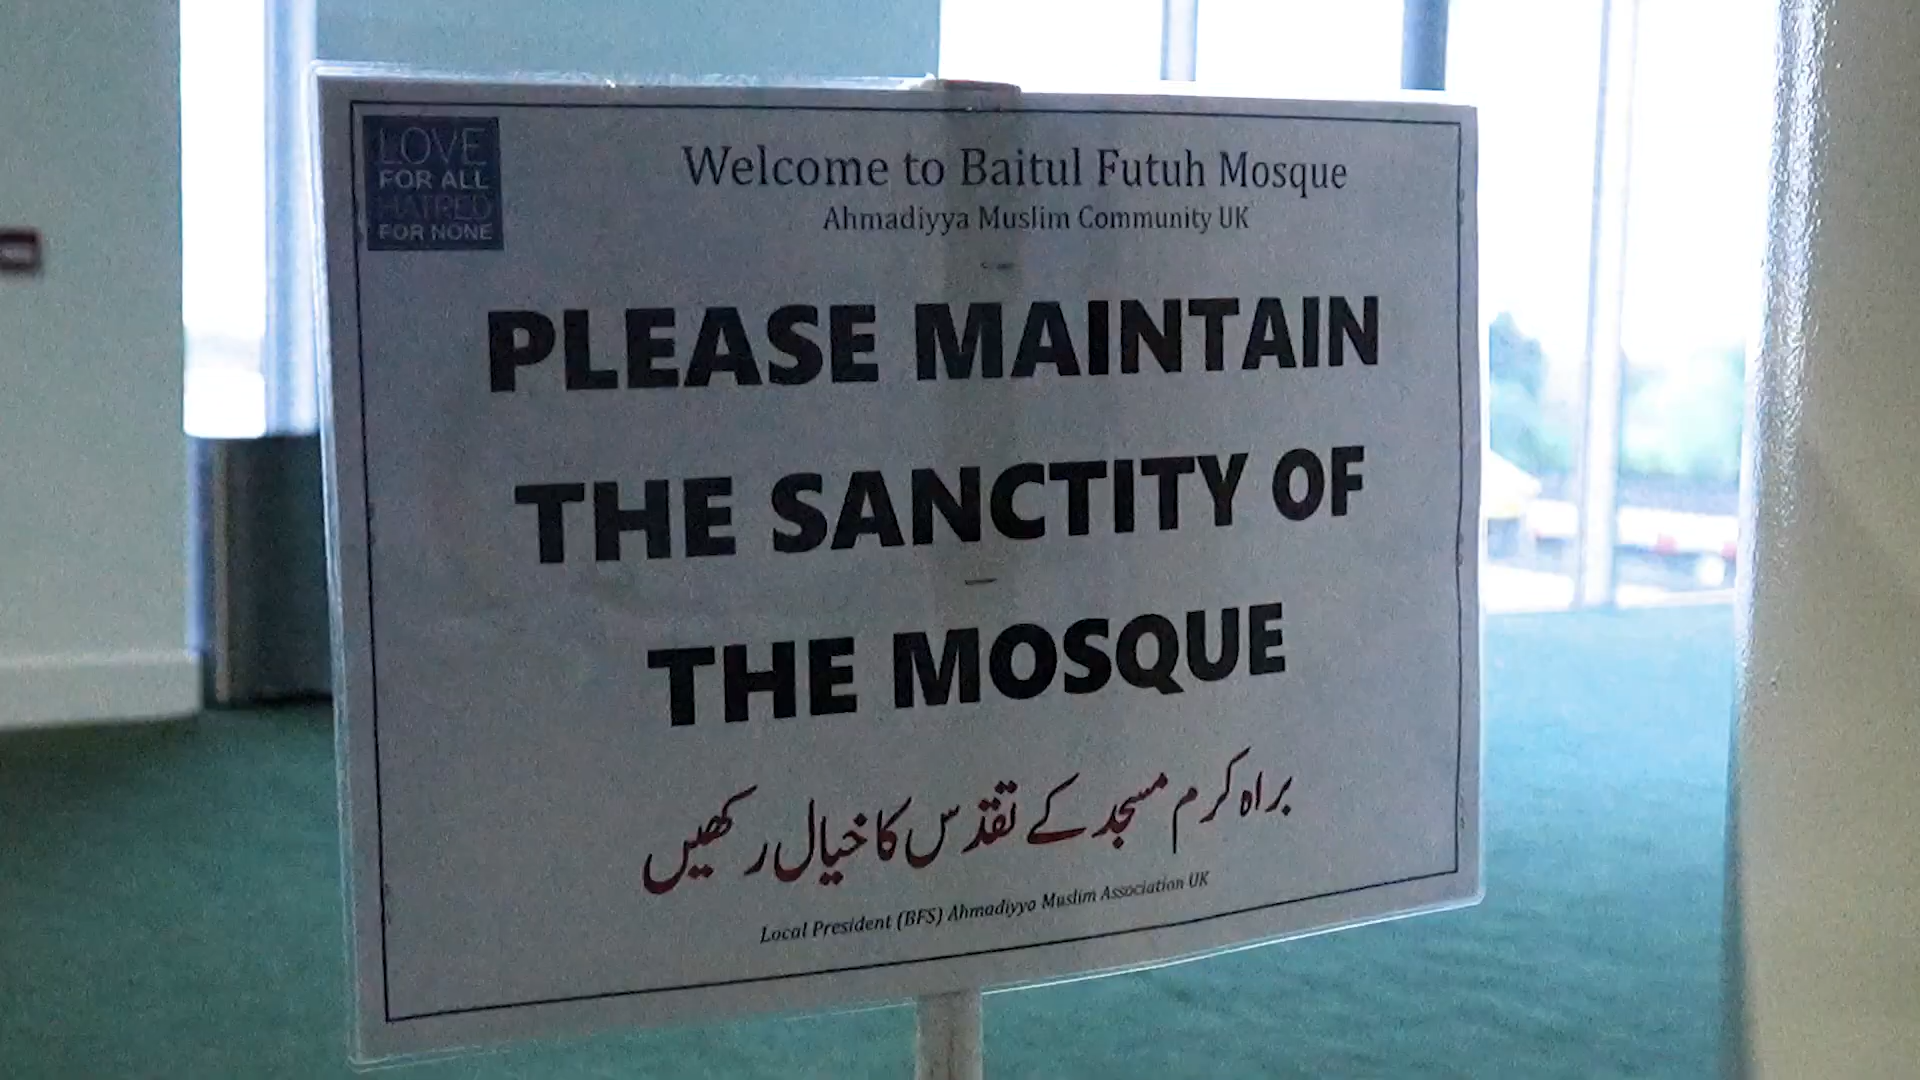 LOVE
FOR ALL
HATRED
FOR NONE
Welcome to Baitul Futuh Mosque
Ahmadiyya Muslim Community UK
PLEASE MAINTAIN
THE SANCTITY OF
THE MOSQUE
براہ کرم مسجد کے تقدّس کا خیال رکھیں
Local President (BFS) Ahmadiyya Muslim Association UK